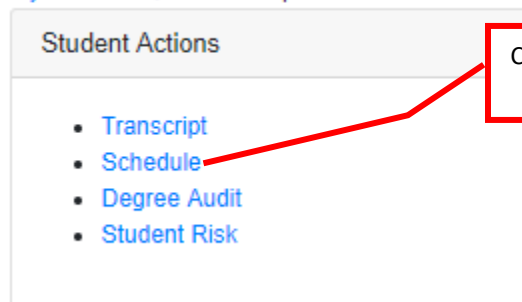 Student Actions
Transcript
Schedule
Degree Audit
Student Risk